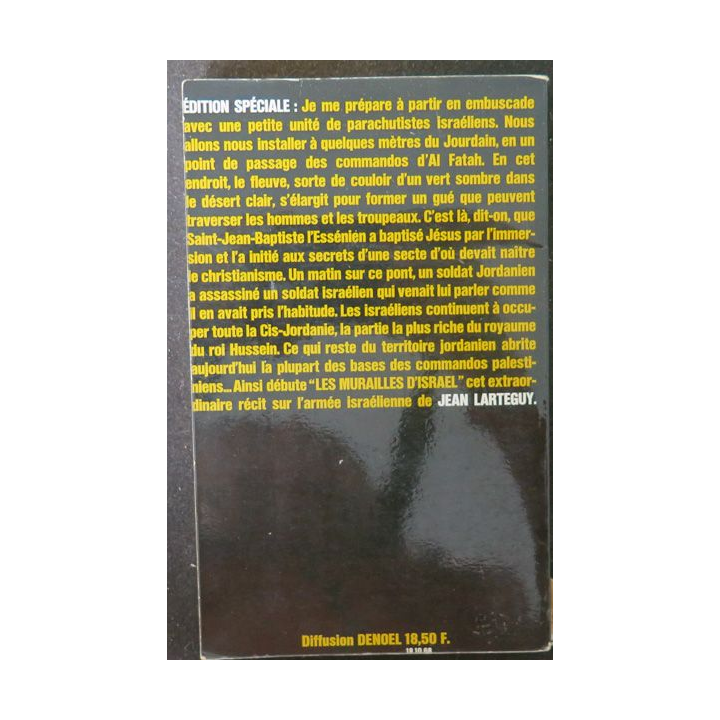 ÉDITION SPÉCIALE : Je me prépare à partir en embuscade
avec une petite unité de parachutistes israéliens. Nous
allons nous installer à quelques mètres du Jourdain, en un
point de passage des commandos d'Al Fatah. En cet
endroit, le fleuve, sorte de couloir d'un vert sombre dans
le désert clair, s'élargit pour former un gué que peuvent
traverser les hommes et les troupeaux. C'est là, dit-on, que
Saint-Jean-Baptiste l'Essénien a baptisé Jésus par l'immer-
sion et l'a initié aux secrets d'une secte d'où devait naitre
le christianisme. Un matin sur ce pont, un soldat Jordanien
a assassiné un soldat israélien qui venait lui parler comme
il en avait pris l'habitude. Les israéliens continuent à occu-
per toute la Cis-Jordanie, la partie la plus riche du royaume
du roi Hussein. Ce qui reste du territoire jordanien abrite
aujourd'hui la plupart des bases des commandos palesti-
niens... Ainsi débute "LES MURAILLES D'ISRAEL" cet extraor-
dinaire récit sur l'armée israélienne de JEAN LARTEGUY.
Diffusion DENOEL 18,50 F.
18.10.68